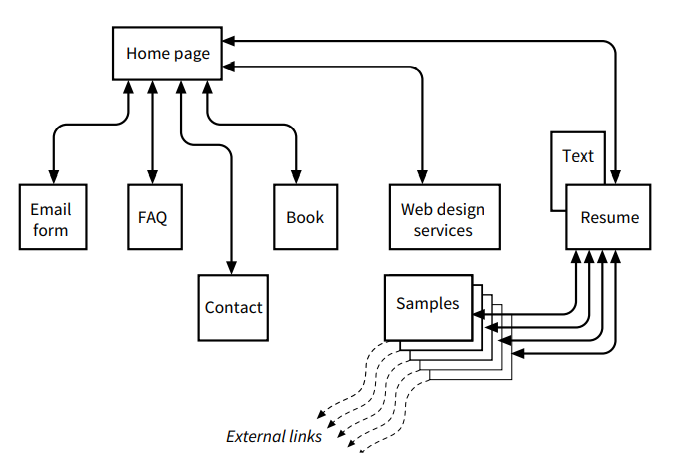 Home page
Text
Email
form
FAQ
Book
Web design
services
Resume
Contact
Samples
External links